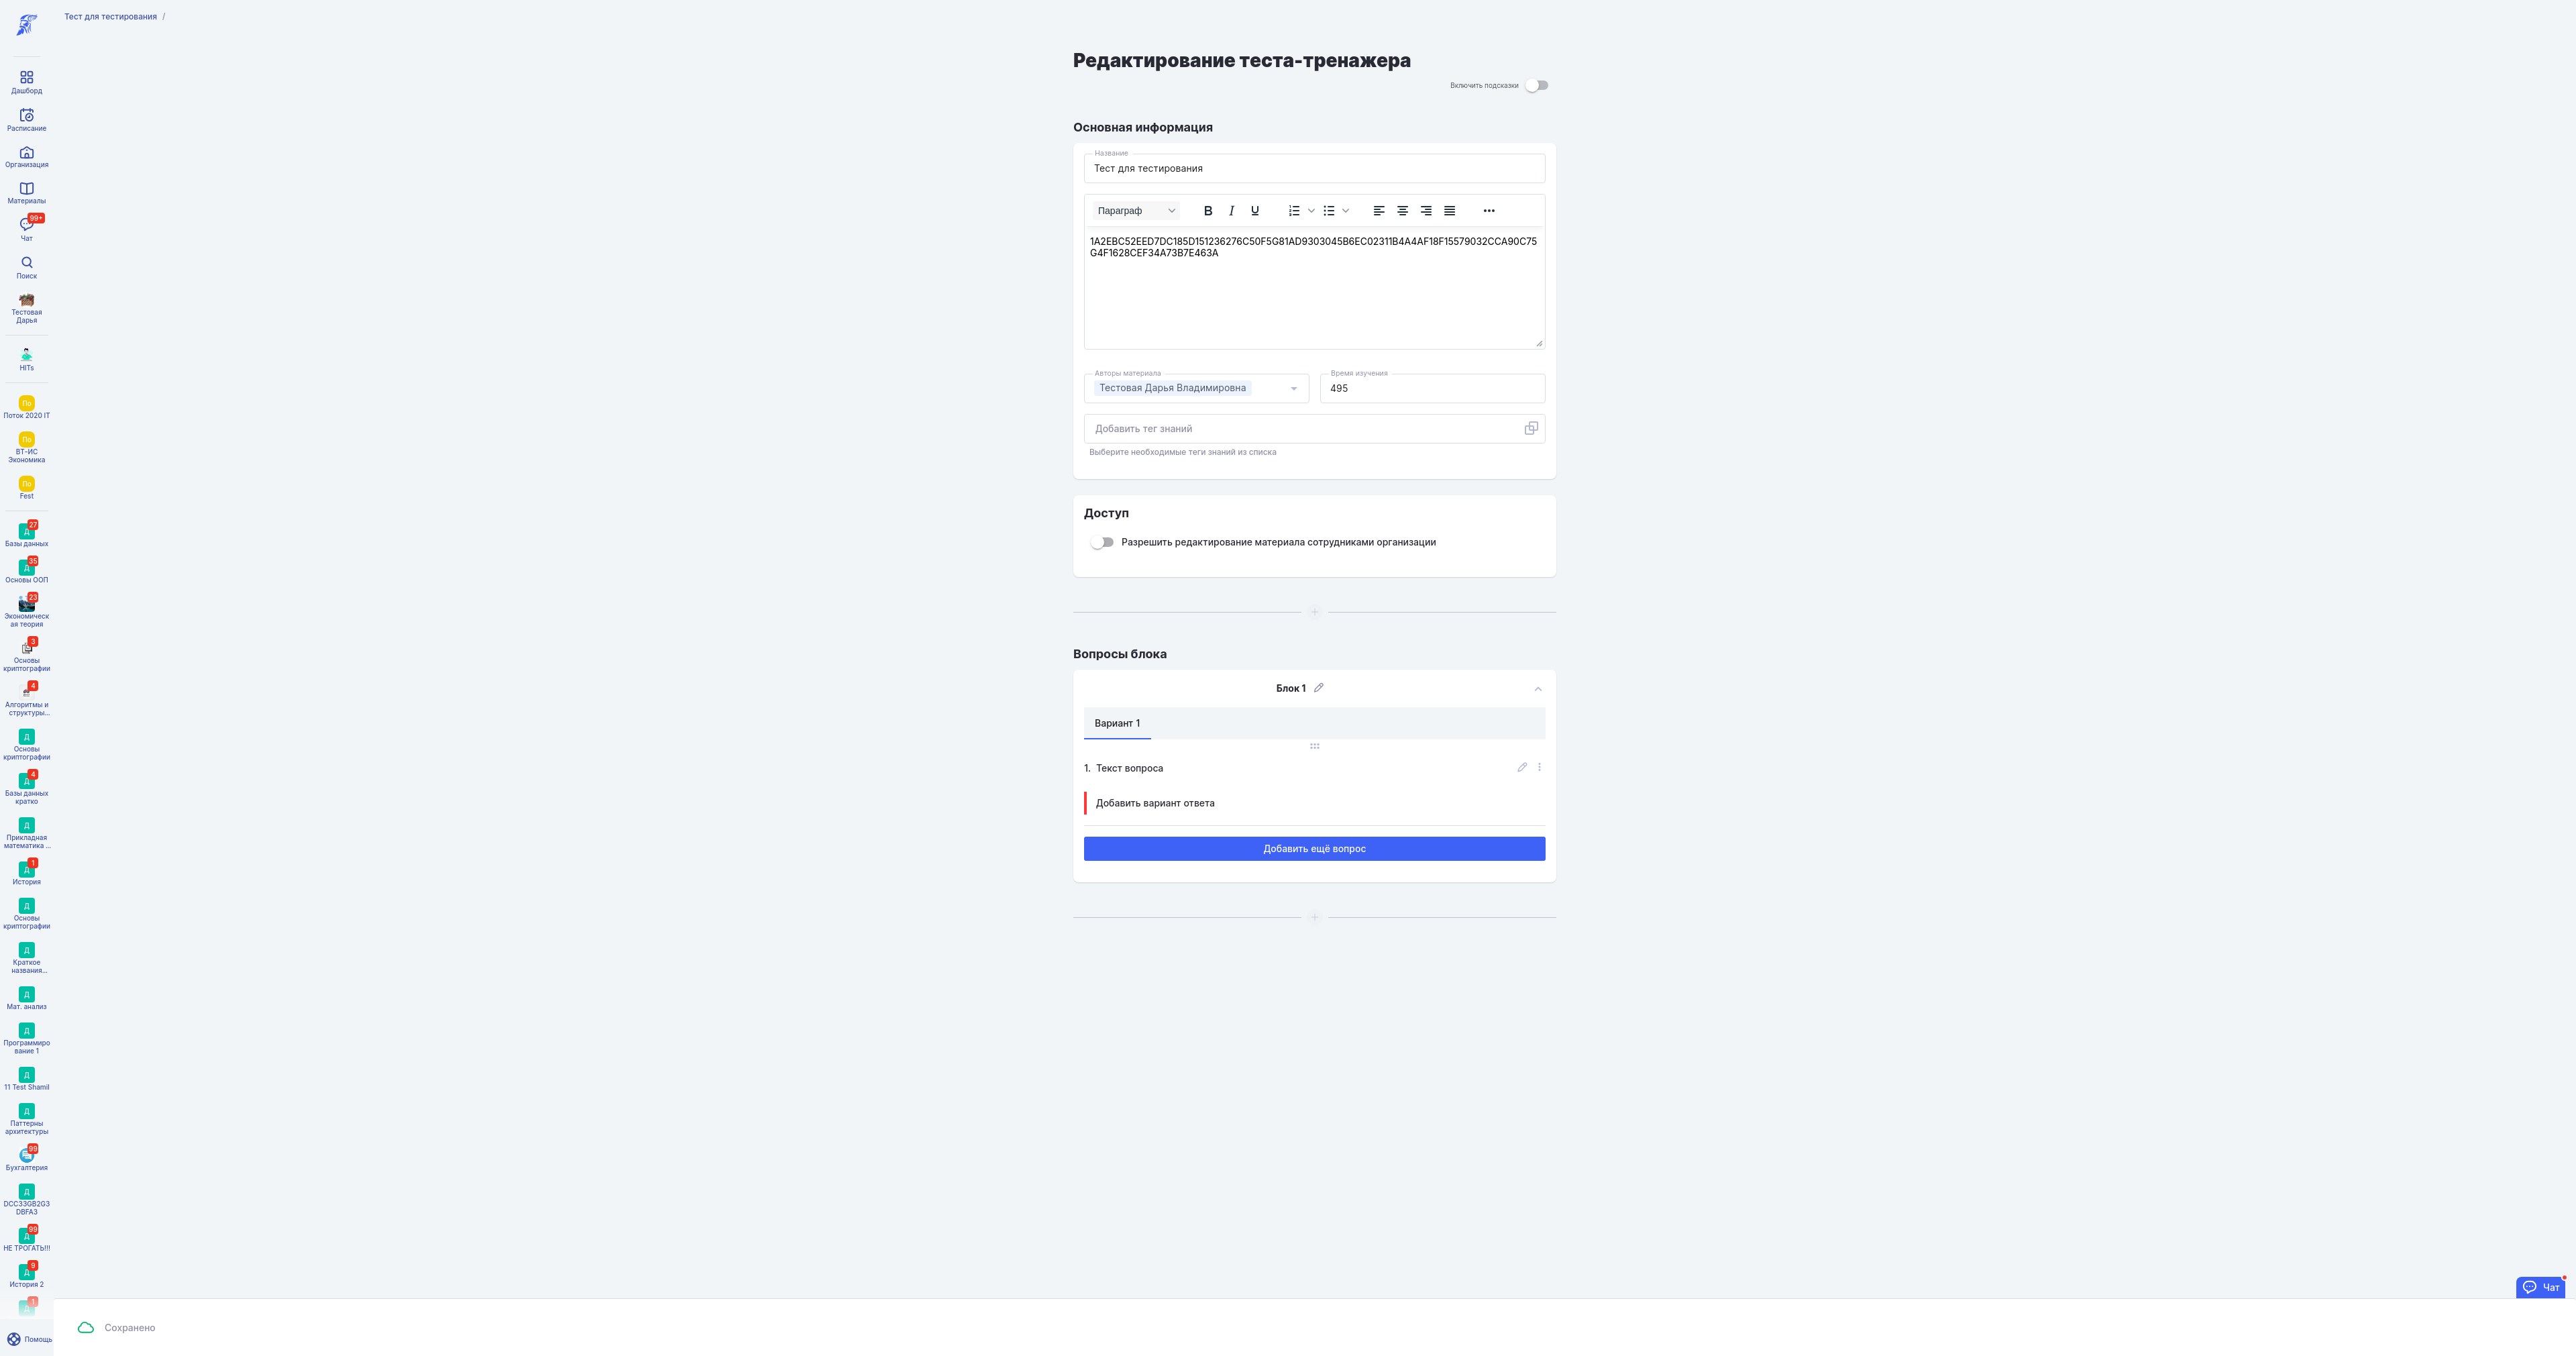 Тест для тестирования /
Дашборд
Расписание
Организация
Материалы
99+
Чат
Поиск
Тестовая
Дарья
HITs
По
Поток 2020 IT
По
ВТ-ИС
Экономика
По
Fest
27
Д
Базы данных
35
Д
Основы ООП
23
Экономическ
ая теория
3
Основы
криптографии
4
Алгоритмы и
структуры...
Д
Основы
криптографии
4
Д
Базы данных
кратко
Д
Прикладная
математика ...
1
Д
История
Д
Основы
криптографии
Д
Краткое
названия...
Д
Мат. анализ
Д
Программиро
вание 1
Д
11 Test Shamil
Д
Паттерны
архитектуры
99
Бухгалтерия
Д
DCC33GB2G3
DBFA3
99
Д
НЕ ТРОГАТЬ!!!
9
Д
История 2
1
Д
Помощь
Редактирование теста-тренажера
Включить подсказки
Основная информация
Название
Тест для тестирования
Параграф
B I U
1A2EBC52EED7DC185D151236276C50F5G81AD9303045B6EC02311B4A4AF18F15579032CCA90C75
G4F1628CEF34A73B7E463A
Авторы материала
Тестовая Дарья Владимировна
Время изучения
495
Добавить тег знаний
Выберите необходимые теги знаний из списка
Доступ
Разрешить редактирование материала сотрудниками организации
Вопросы блока
Блок 1
Вариант 1
1. Текст вопроса
Добавить вариант ответа
Добавить ещё вопрос
Чат
Сохранено